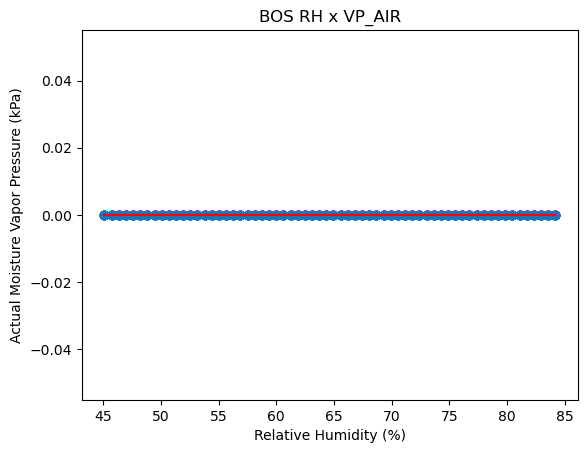 BOS RH x VP_AIR
Actual Moisture Vapor Pressure (kPa)
0.04
0.02
0.00
−0.02
−0.04
45 50 55 60 65 70 75 80 85
Relative Humidity (%)